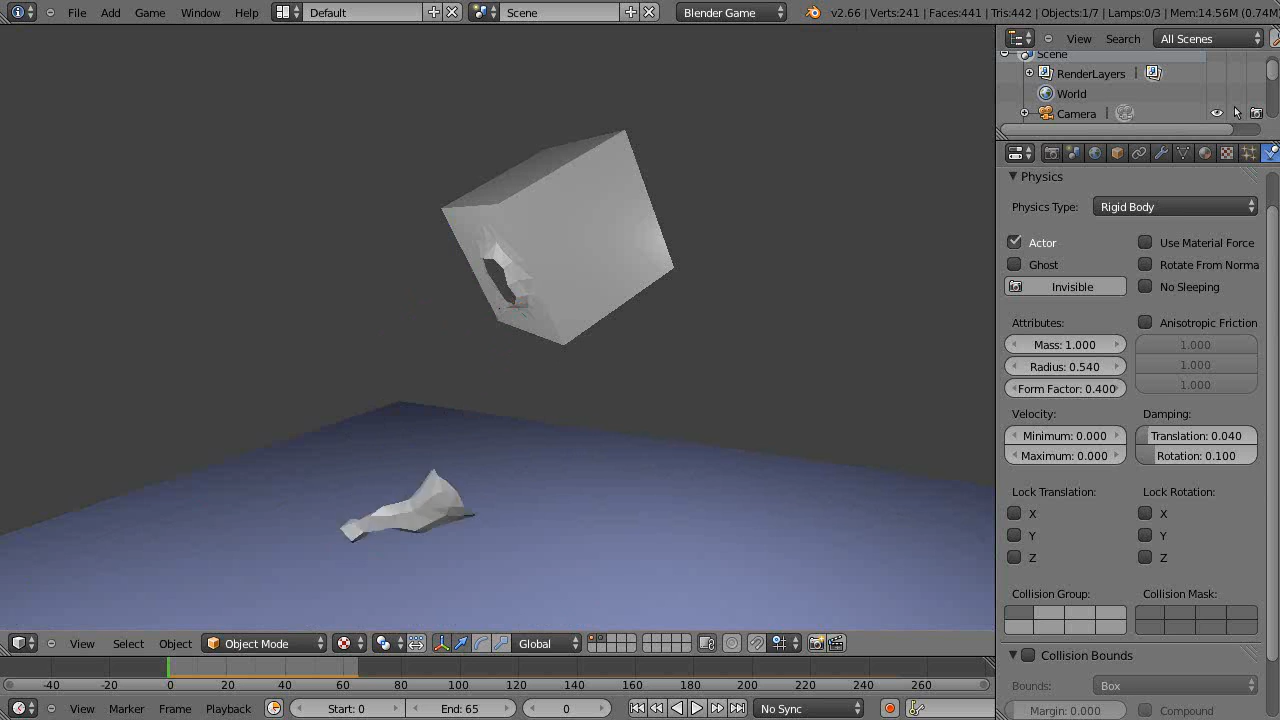 File Add Game Window Help Default Scene Blender Game v2.66 | Verts:241 | Faces:441 | Tris:442 | Objects:1/7 | Lamps:0/3 | Mem:14.56M (0.74M
View Search All Scenes
Scene
RenderLayers |
World
Camera |
Physics
Physics Type: Rigid Body
Actor Use Material Force
Ghost Rotate From Norma
Invisible No Sleeping
Attributes: Anisotropic Friction
Mass: 1.000 1.000
Radius: 0.540 1.000
Form Factor: 0.400 1.000
Velocity: Damping:
Minimum: 0.000 Translation: 0.040
Maximum: 0.000 Rotation: 0.100
Lock Translation: Lock Rotation:
X X
Y Y
Z Z
Collision Group: Collision Mask:
View Select Object Object Mode Global
Collision Bounds
-40 -20 0 20 40 60 80 100 120 140 160 180 200 220 240 260
Bounds: Box
View Marker Frame Playback Start: 0 End: 65 0 No Sync
Margin: 0.000 Compound